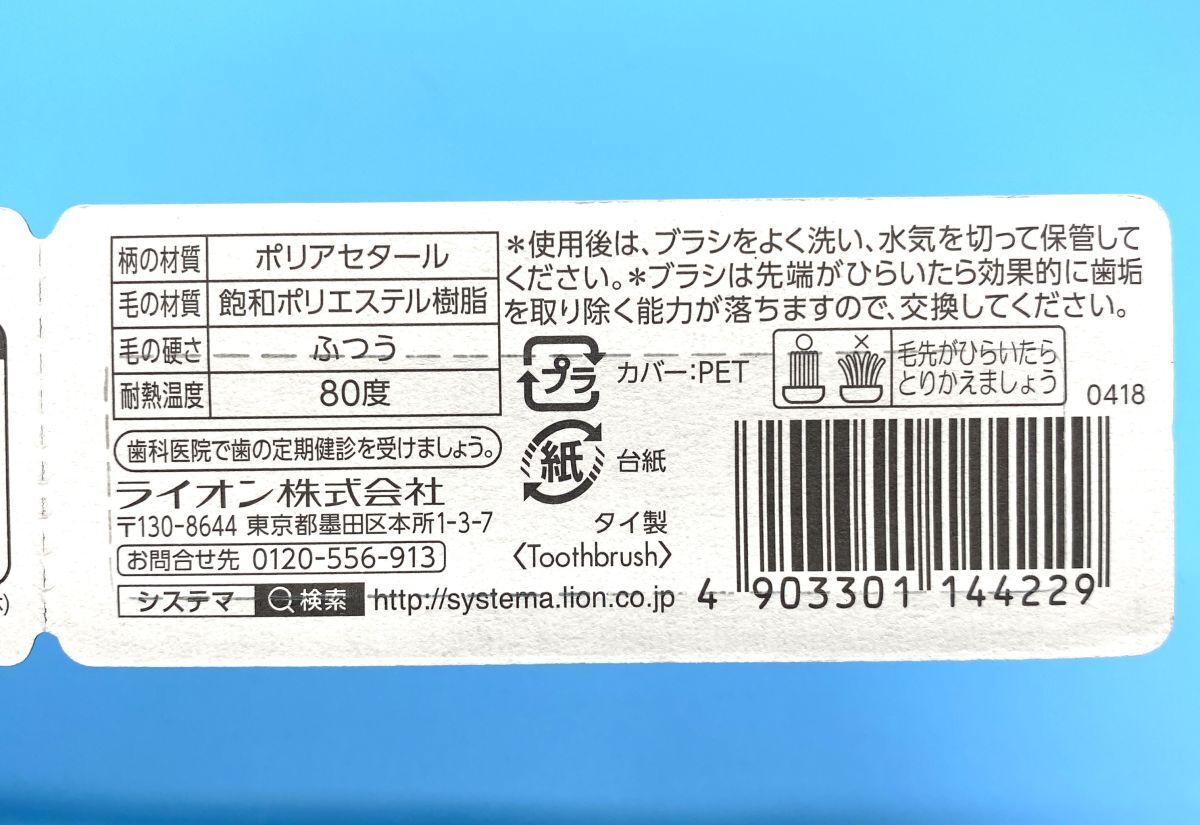 柄の材質 ポリアセタール
毛の材質 飽和ポリエステル樹脂
毛の硬さ ふつう
耐熱温度 80度
歯科医院で歯の定期健診を受けましょう。
ライオン株式会社
〒130-8644 東京都墨田区本所1-3-7
お問合せ先 0120-556-913
システマ 検索 http://systema.lion.co.jp
*使用後は、ブラシをよく洗い、水気を切って保管して
ください。*ブラシは先端がひらいたら効果的に歯垢
を取り除く能力が落ちますので、交換してください。
プラ カバー:PET
紙 台紙
タイ製
〈Toothbrush〉
○ ×
毛先がひらいたら
とりかえましょう
0418
4 903301 144229